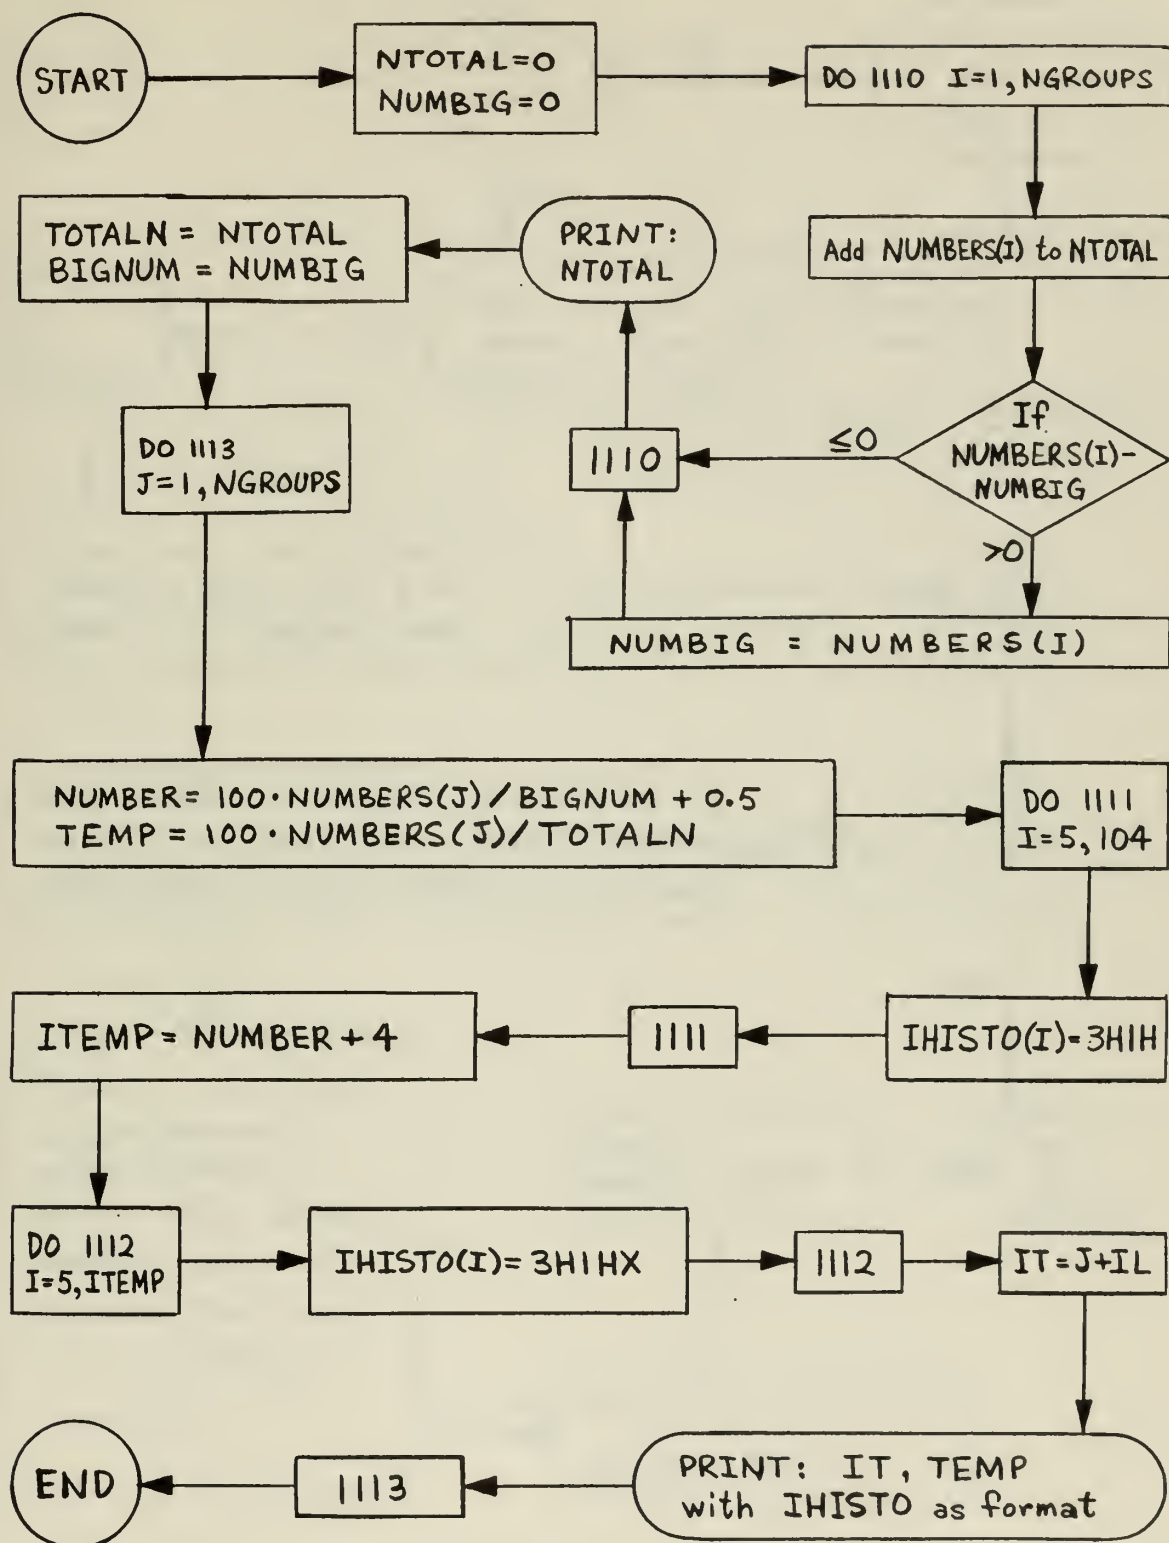 START
NTOTAL=0
NUMBIG=0
DO 1110 I=1,NGROUPS
Add NUMBERS(I) to NTOTAL
If
NUMBERS(I)-
NUMBIG
≤0
>0
NUMBIG = NUMBERS(I)
1110
PRINT:
NTOTAL
TOTALN = NTOTAL
BIGNUM = NUMBIG
DO 1113
J=1,NGROUPS
NUMBER= 100·NUMBERS(J)/BIGNUM + 0.5
TEMP = 100·NUMBERS(J)/TOTALN
DO 1111
I=5,104
IHISTO(I)=3H1H
1111
ITEMP= NUMBER+4
DO 1112
I=5,ITEMP
IHISTO(I)=3H1HX
1112
IT=J+IL
PRINT: IT, TEMP
with IHISTO as format
1113
END